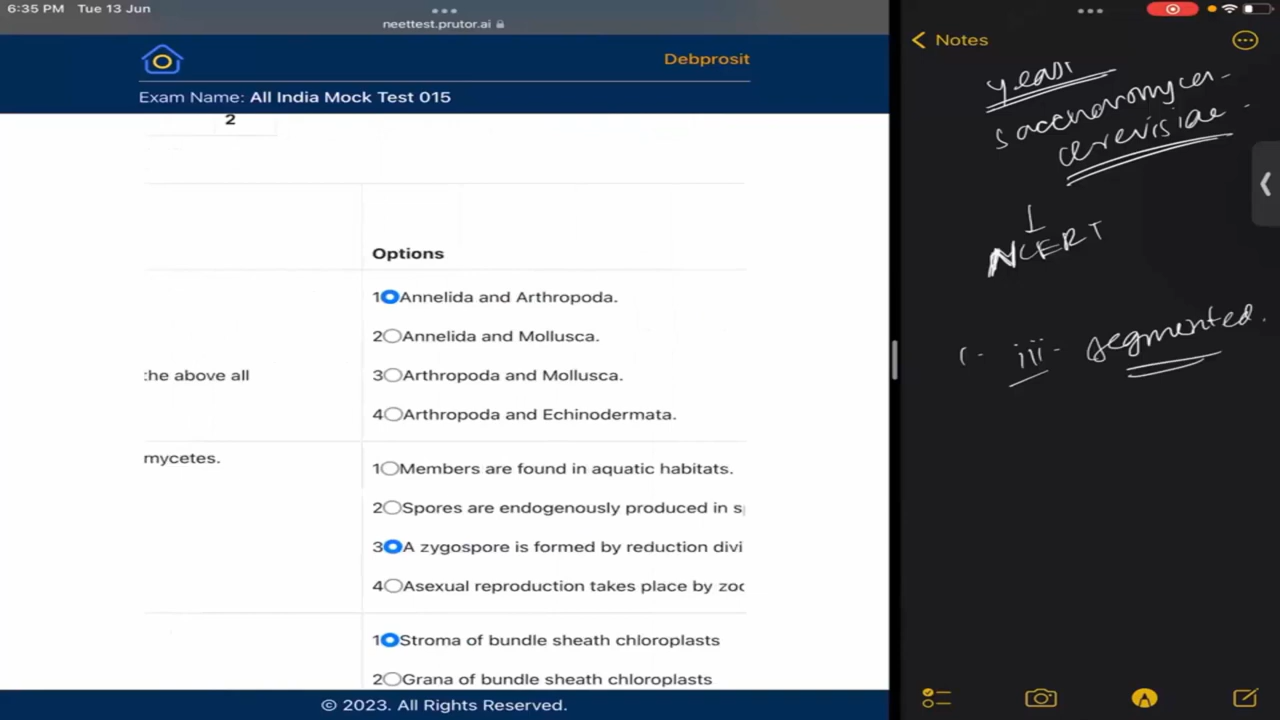 6:35 PM Tue 13 Jun
neettest.prutor.ai
Debprosit
Exam Name: All India Mock Test 015
2
Options
1 Annelida and Arthropoda.
2 Annelida and Mollusca.
3 Arthropoda and Mollusca.
the above all
4 Arthropoda and Echinodermata.
mycetes.
1 Members are found in aquatic habitats.
2 Spores are endogenously produced in s
3 A zygospore is formed by reduction divi
4 Asexual reproduction takes place by zoo
1 Stroma of bundle sheath chloroplasts
2 Grana of bundle sheath chloroplasts
© 2023. All Rights Reserved.
Notes
yeast
saccharomyces
cerevisiae
NCERT
iii - segmented.